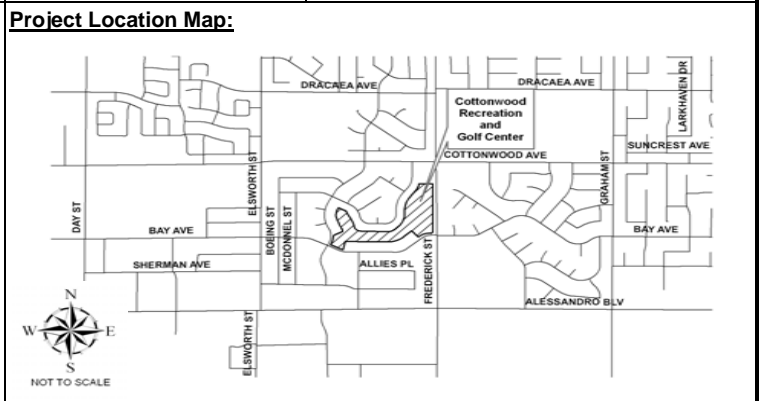 Project Location Map:
DRACAEA AVE
DRACAEA AVE
LARKHAVEN DR
Cottonwood
Recreation
and
Golf Center
COTTONWOOD AVE
SUNCREST AVE
ELSWORTH ST
GRAHAM ST
DAY ST
BOEING ST
MCDONNEL ST
BAY AVE
BAY AVE
SHERMAN AVE
ALLIES PL
FREDERICK ST
ALESSANDRO BLV
ELSWORTH ST
N
W
E
S
NOT TO SCALE